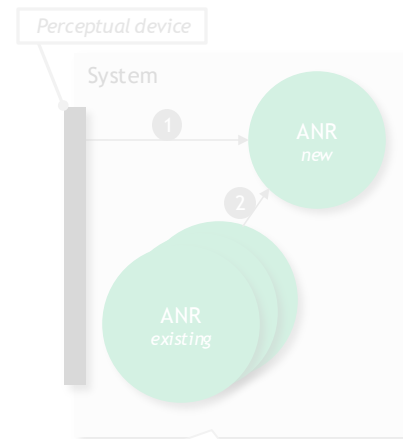 Perceptual device
System
1
ANR
new
2
ANR
existing